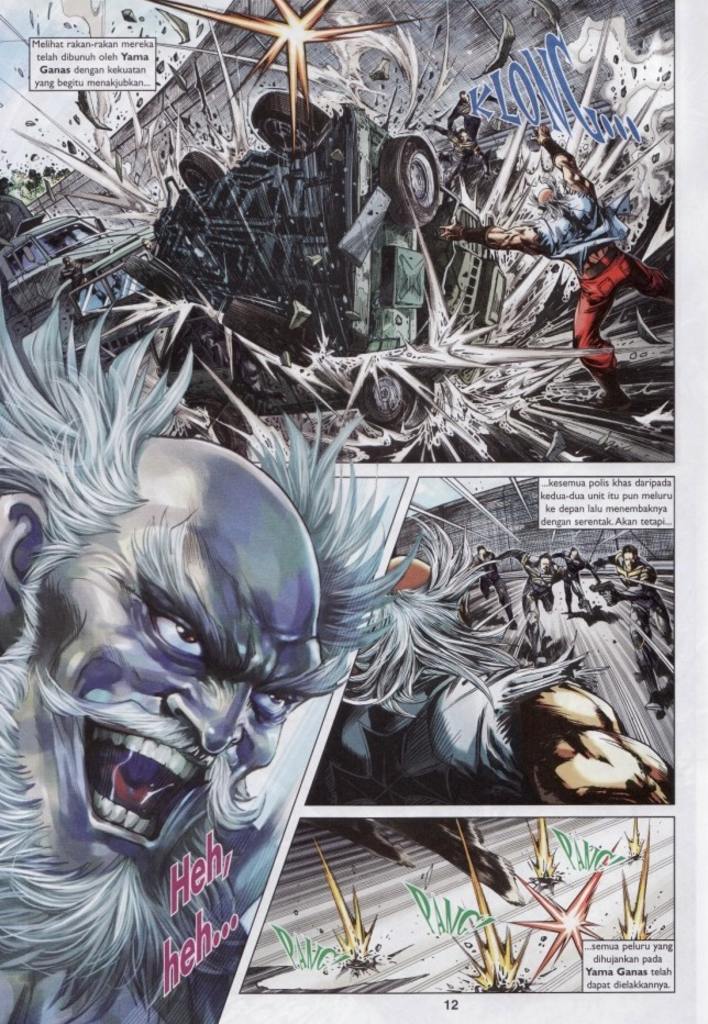 Melihat rakan-rakan mereka
telah dibunuh oleh Yama
Ganas dengan kekuatan
yang begitu menakjubkan...
KLONG
...kesemua polis khas daripada
kedua-dua unit itu pun meluru
ke depan lalu menembaknya
dengan serentak. Akan tetapi...
Heh,
heh...
PANG
PANG
PANG
...semua peluru yang
dihujankan pada
Yama Ganas telah
dapat dielakkannya.
12